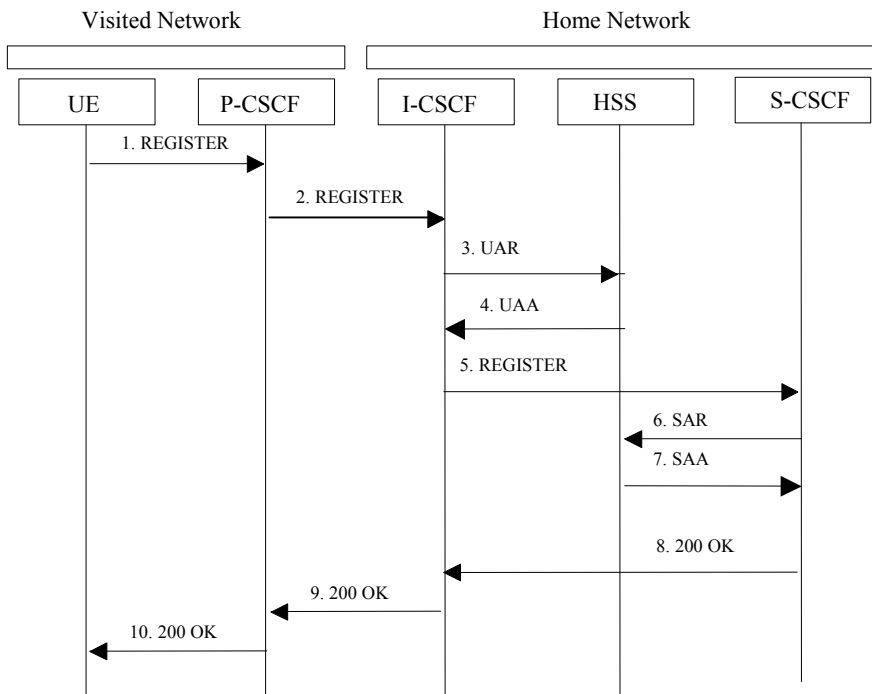 Visited Network
Home Network
UE
P-CSCF
I-CSCF
HSS
S-CSCF
1. REGISTER
2. REGISTER
3. UAR
4. UAA
5. REGISTER
6. SAR
7. SAA
8. 200 OK
9. 200 OK
10. 200 OK